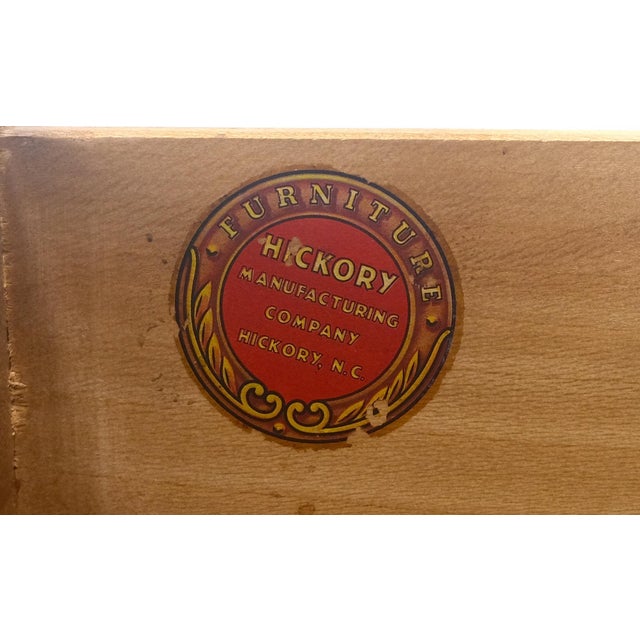 FURNITURE
HICKORY
MANUFACTURING
COMPANY
HICKORY, N.C.